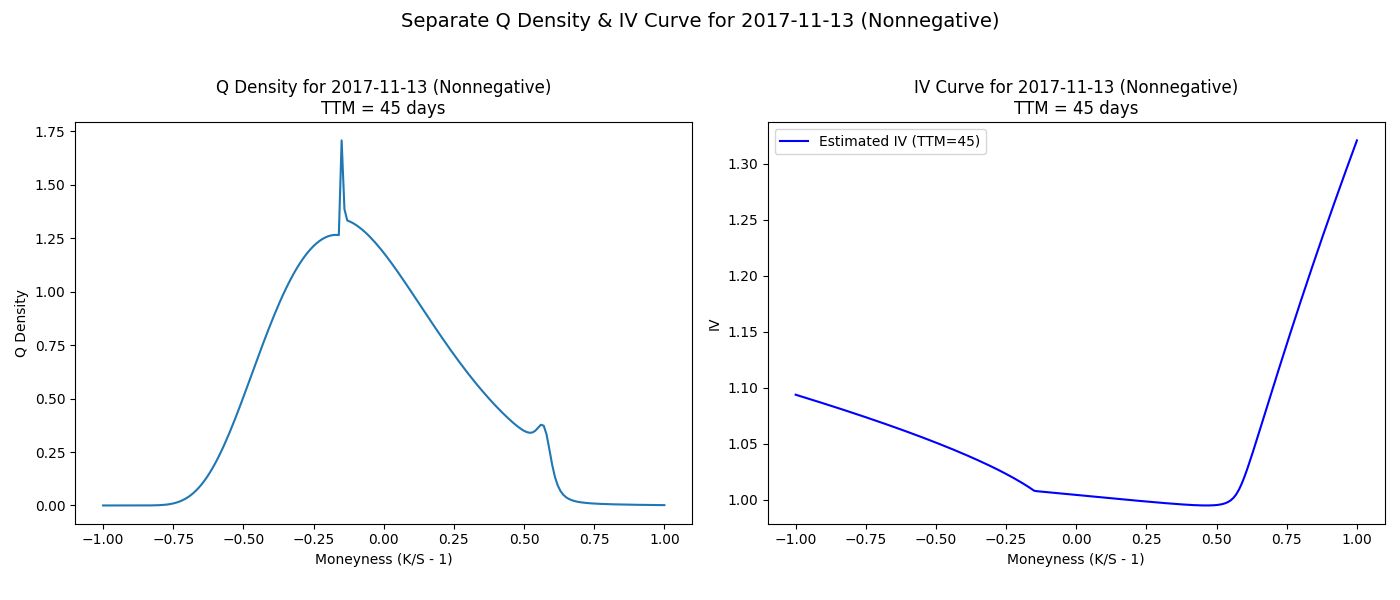 Separate Q Density & IV Curve for 2017-11-13 (Nonnegative)
Q Density for 2017-11-13 (Nonnegative)
TTM = 45 days
1.75
1.50
1.25
1.00
0.75
0.50
0.25
0.00
Q Density
−1.00 −0.75 −0.50 −0.25 0.00 0.25 0.50 0.75 1.00
Moneyness (K/S - 1)
IV Curve for 2017-11-13 (Nonnegative)
TTM = 45 days
Estimated IV (TTM=45)
1.30
1.25
1.20
1.15
1.10
1.05
1.00
IV
−1.00 −0.75 −0.50 −0.25 0.00 0.25 0.50 0.75 1.00
Moneyness (K/S - 1)